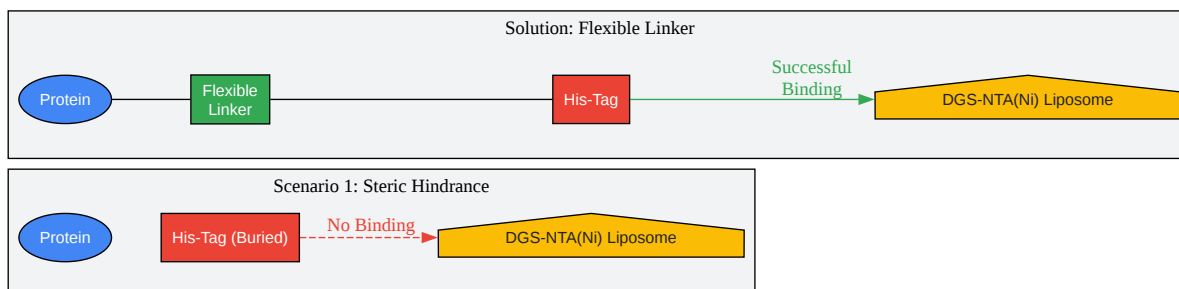 Solution: Flexible Linker
Protein
Flexible
Linker
His-Tag
Successful
Binding
DGS-NTA(Ni) Liposome
Scenario 1: Steric Hindrance
Protein
His-Tag (Buried)
No Binding
DGS-NTA(Ni) Liposome